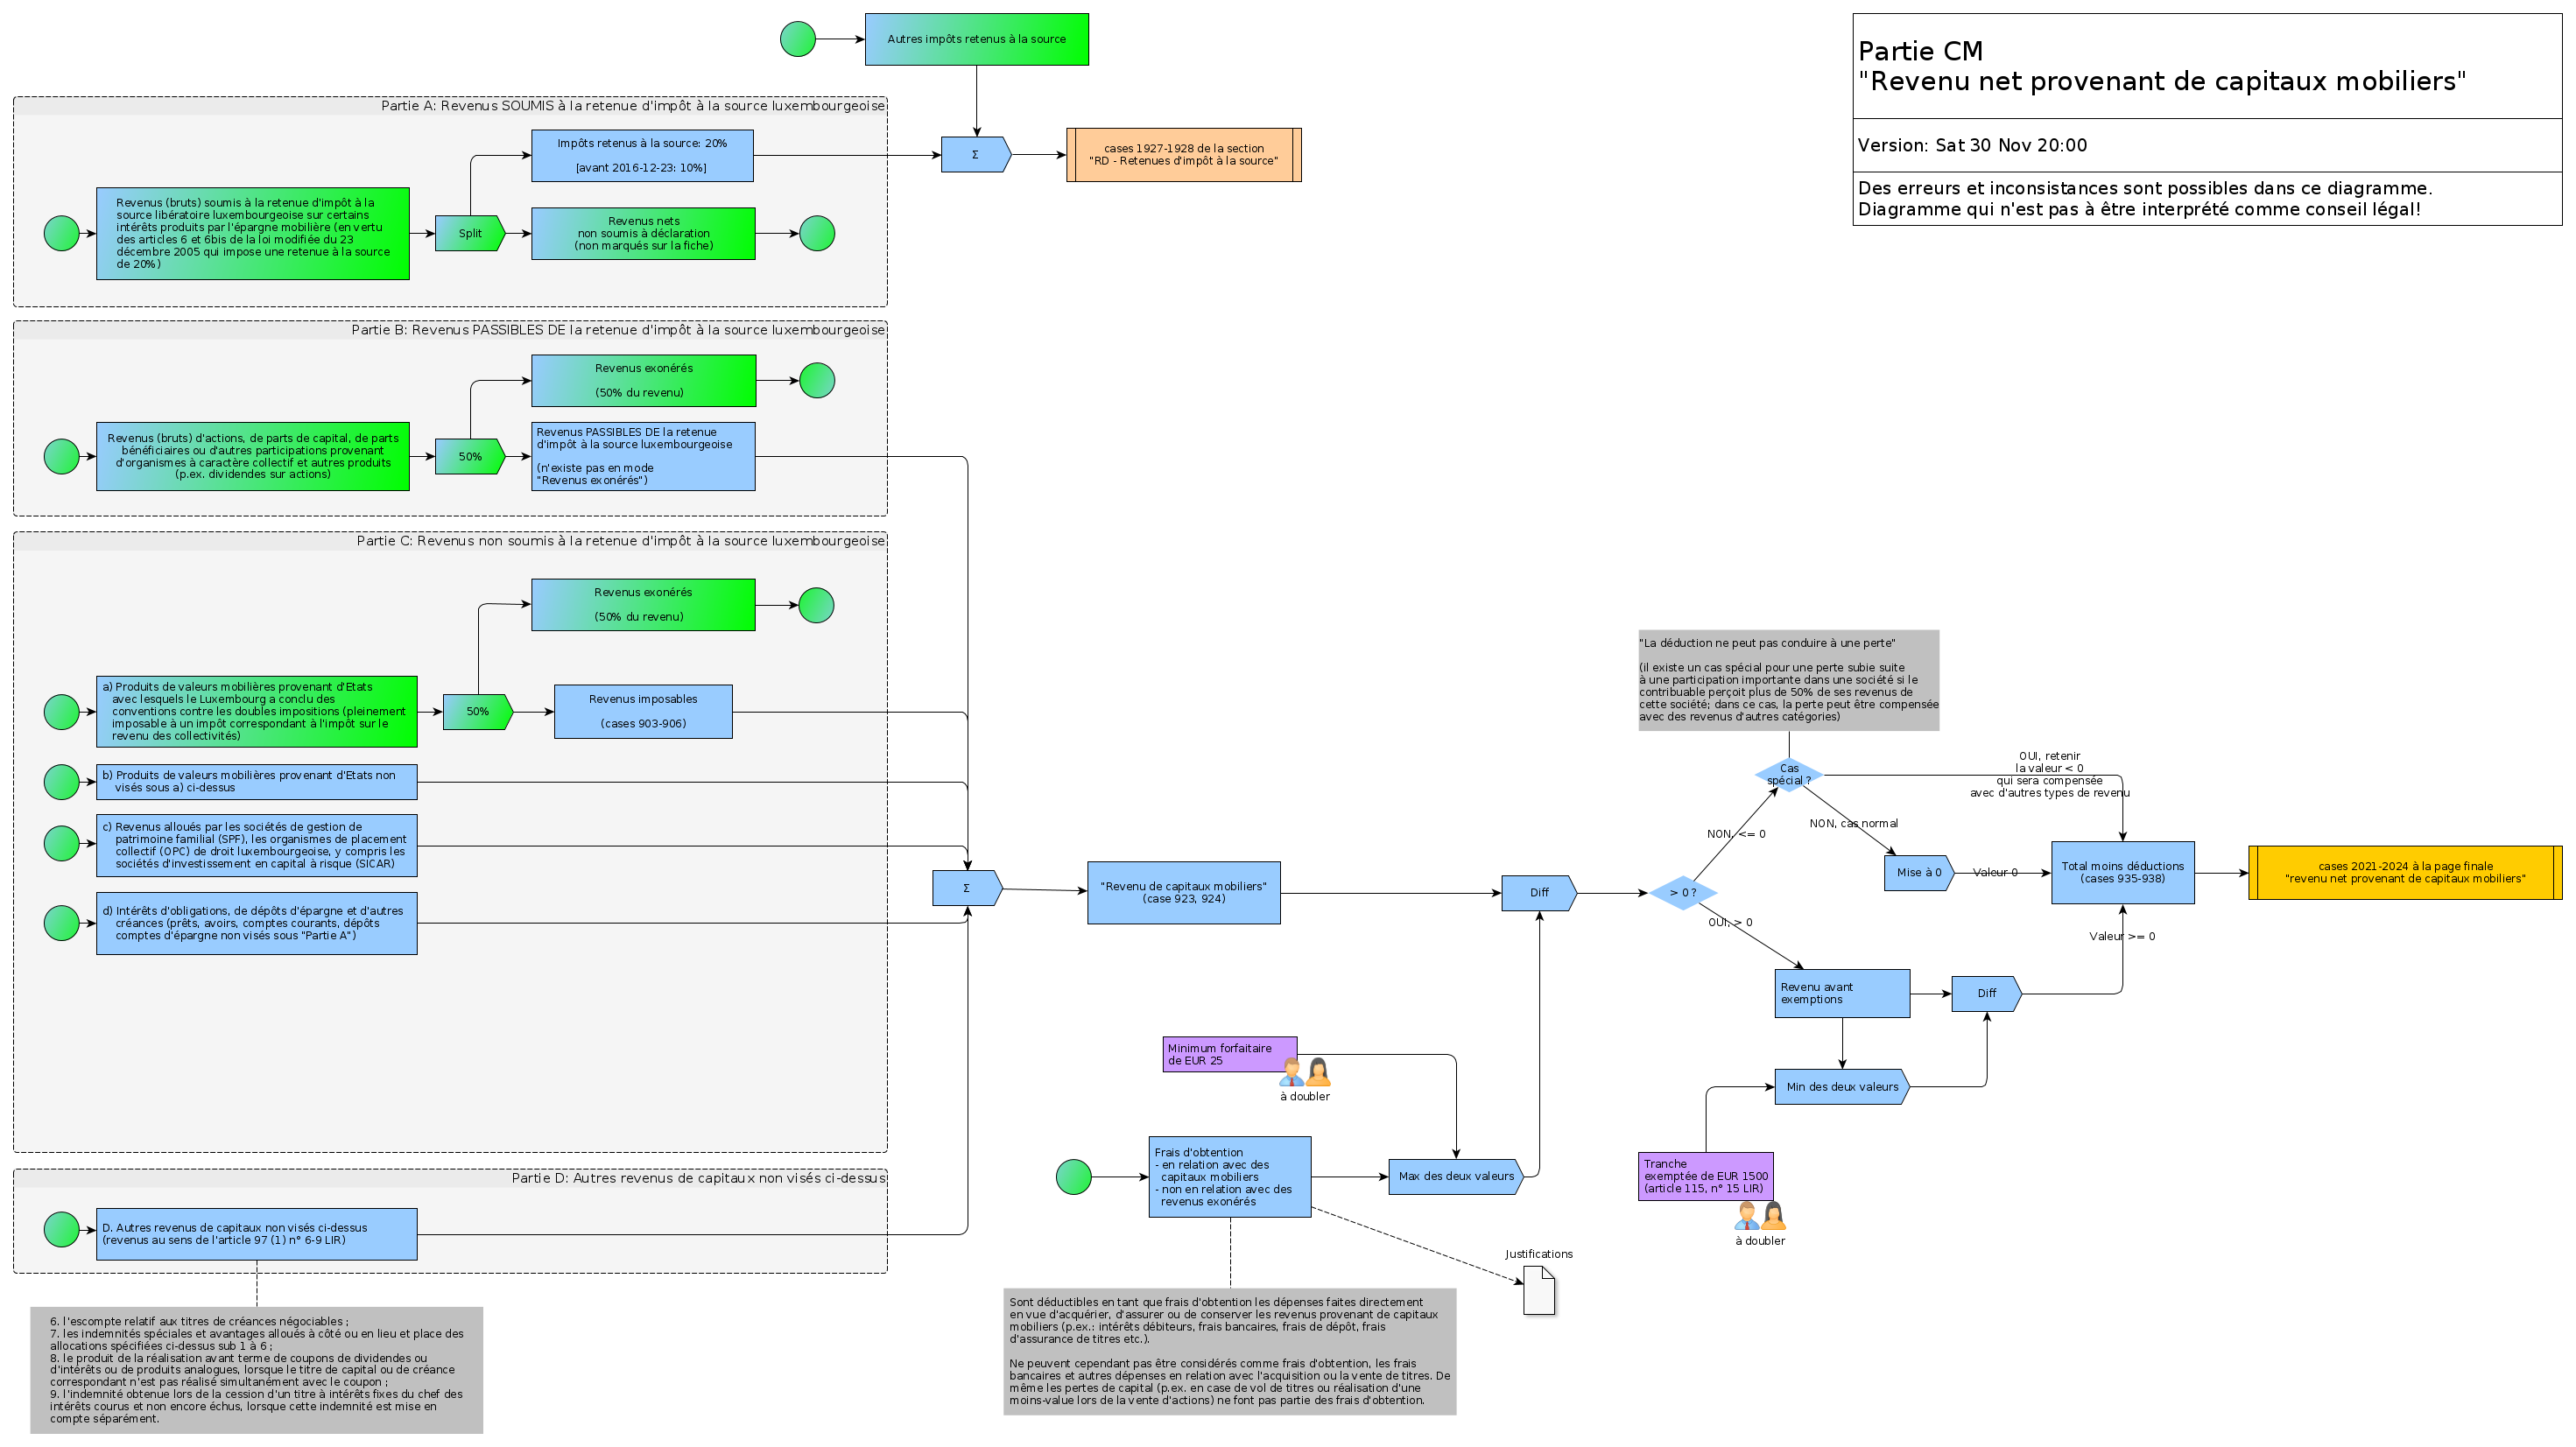 Autres impôts retenus à la source
Partie CM
"Revenu net provenant de capitaux mobiliers"
Version: Sat 30 Nov 20:00
Des erreurs et inconsistances sont possibles dans ce diagramme.
Diagramme qui n'est pas à être interprété comme conseil légal!
Partie A: Revenus SOUMIS à la retenue d'impôt à la source luxembourgeoise
Impôts retenus à la source: 20%
[avant 2016-12-23: 10%]
Σ
cases 1927-1928 de la section
"RD - Retenues d'impôt à la source"
Revenus (bruts) soumis à la retenue d'impôt à la
source libératoire luxembourgeoise sur certains
intérêts produits par l'épargne mobilière (en vertu
des articles 6 et 6bis de la loi modifiée du 23
décembre 2005 qui impose une retenue à la source
de 20%)
Split
Revenus nets
non soumis à déclaration
(non marqués sur la fiche)
Partie B: Revenus PASSIBLES DE la retenue d'impôt à la source luxembourgeoise
Revenus exonérés
(50% du revenu)
Revenus (bruts) d'actions, de parts de capital, de parts
bénéficiaires ou d'autres participations provenant
d'organismes à caractère collectif et autres produits
(p.ex. dividendes sur actions)
50%
Revenus PASSIBLES DE la retenue
d'impôt à la source luxembourgeoise
(n'existe pas en mode
"Revenus exonérés")
Partie C: Revenus non soumis à la retenue d'impôt à la source luxembourgeoise
Revenus exonérés
(50% du revenu)
a) Produits de valeurs mobilières provenant d'Etats
avec lesquels le Luxembourg a conclu des
conventions contre les doubles impositions (pleinement
imposable à un impôt correspondant à l'impôt sur le
revenu des collectivités)
50%
Revenus imposables
(cases 903-906)
b) Produits de valeurs mobilières provenant d'Etats non
visés sous a) ci-dessus
c) Revenus alloués par les sociétés de gestion de
patrimoine familial (SPF), les organismes de placement
collectif (OPC) de droit luxembourgeoise, y compris les
sociétés d'investissement en capital à risque (SICAR)
d) Intérêts d'obligations, de dépôts d'épargne et d'autres
créances (prêts, avoirs, comptes courants, dépôts
comptes d'épargne non visés sous "Partie A")
Σ
"Revenu de capitaux mobiliers"
(case 923, 924)
Diff
> 0 ?
"La déduction ne peut pas conduire à une perte"
(il existe un cas spécial pour une perte subie suite
à une participation importante dans une société si le
contribuable perçoit plus de 50% de ses revenus de
cette société; dans ce cas, la perte peut être compensée
avec des revenus d'autres catégories)
Cas
spécial ?
OUI, retenir
la valeur < 0
qui sera compensée
avec d'autres types de revenu
NON, <= 0
NON, cas normal
Mise à 0
Valeur 0
Total moins déductions
(cases 935-938)
cases 2021-2024 à la page finale
"revenu net provenant de capitaux mobiliers"
OUI, > 0
Valeur >= 0
Revenu avant
exemptions
Diff
Min des deux valeurs
Minimum forfaitaire
de EUR 25
à doubler
Tranche
exemptée de EUR 1500
(article 115, n° 15 LIR)
à doubler
Frais d'obtention
- en relation avec des
capitaux mobiliers
- non en relation avec des
revenus exonérés
Max des deux valeurs
Justifications
Partie D: Autres revenus de capitaux non visés ci-dessus
D. Autres revenus de capitaux non visés ci-dessus
(revenus au sens de l'article 97 (1) n° 6-9 LIR)
6. l'escompte relatif aux titres de créances négociables ;
7. les indemnités spéciales et avantages alloués à côté ou en lieu et place des
allocations spécifiées ci-dessus sub 1 à 6 ;
8. le produit de la réalisation avant terme de coupons de dividendes ou
d'intérêts ou de produits analogues, lorsque le titre de capital ou de créance
correspondant n'est pas réalisé simultanément avec le coupon ;
9. l'indemnité obtenue lors de la cession d'un titre à intérêts fixes du chef des
intérêts courus et non encore échus, lorsque cette indemnité est mise en
compte séparément.
Sont déductibles en tant que frais d'obtention les dépenses faites directement
en vue d'acquérir, d'assurer ou de conserver les revenus provenant de capitaux
mobiliers (p.ex.: intérêts débiteurs, frais bancaires, frais de dépôt, frais
d'assurance de titres etc.).
Ne peuvent cependant pas être considérés comme frais d'obtention, les frais
bancaires et autres dépenses en relation avec l'acquisition ou la vente de titres. De
même les pertes de capital (p.ex. en case de vol de titres ou réalisation d'une
moins-value lors de la vente d'actions) ne font pas partie des frais d'obtention.